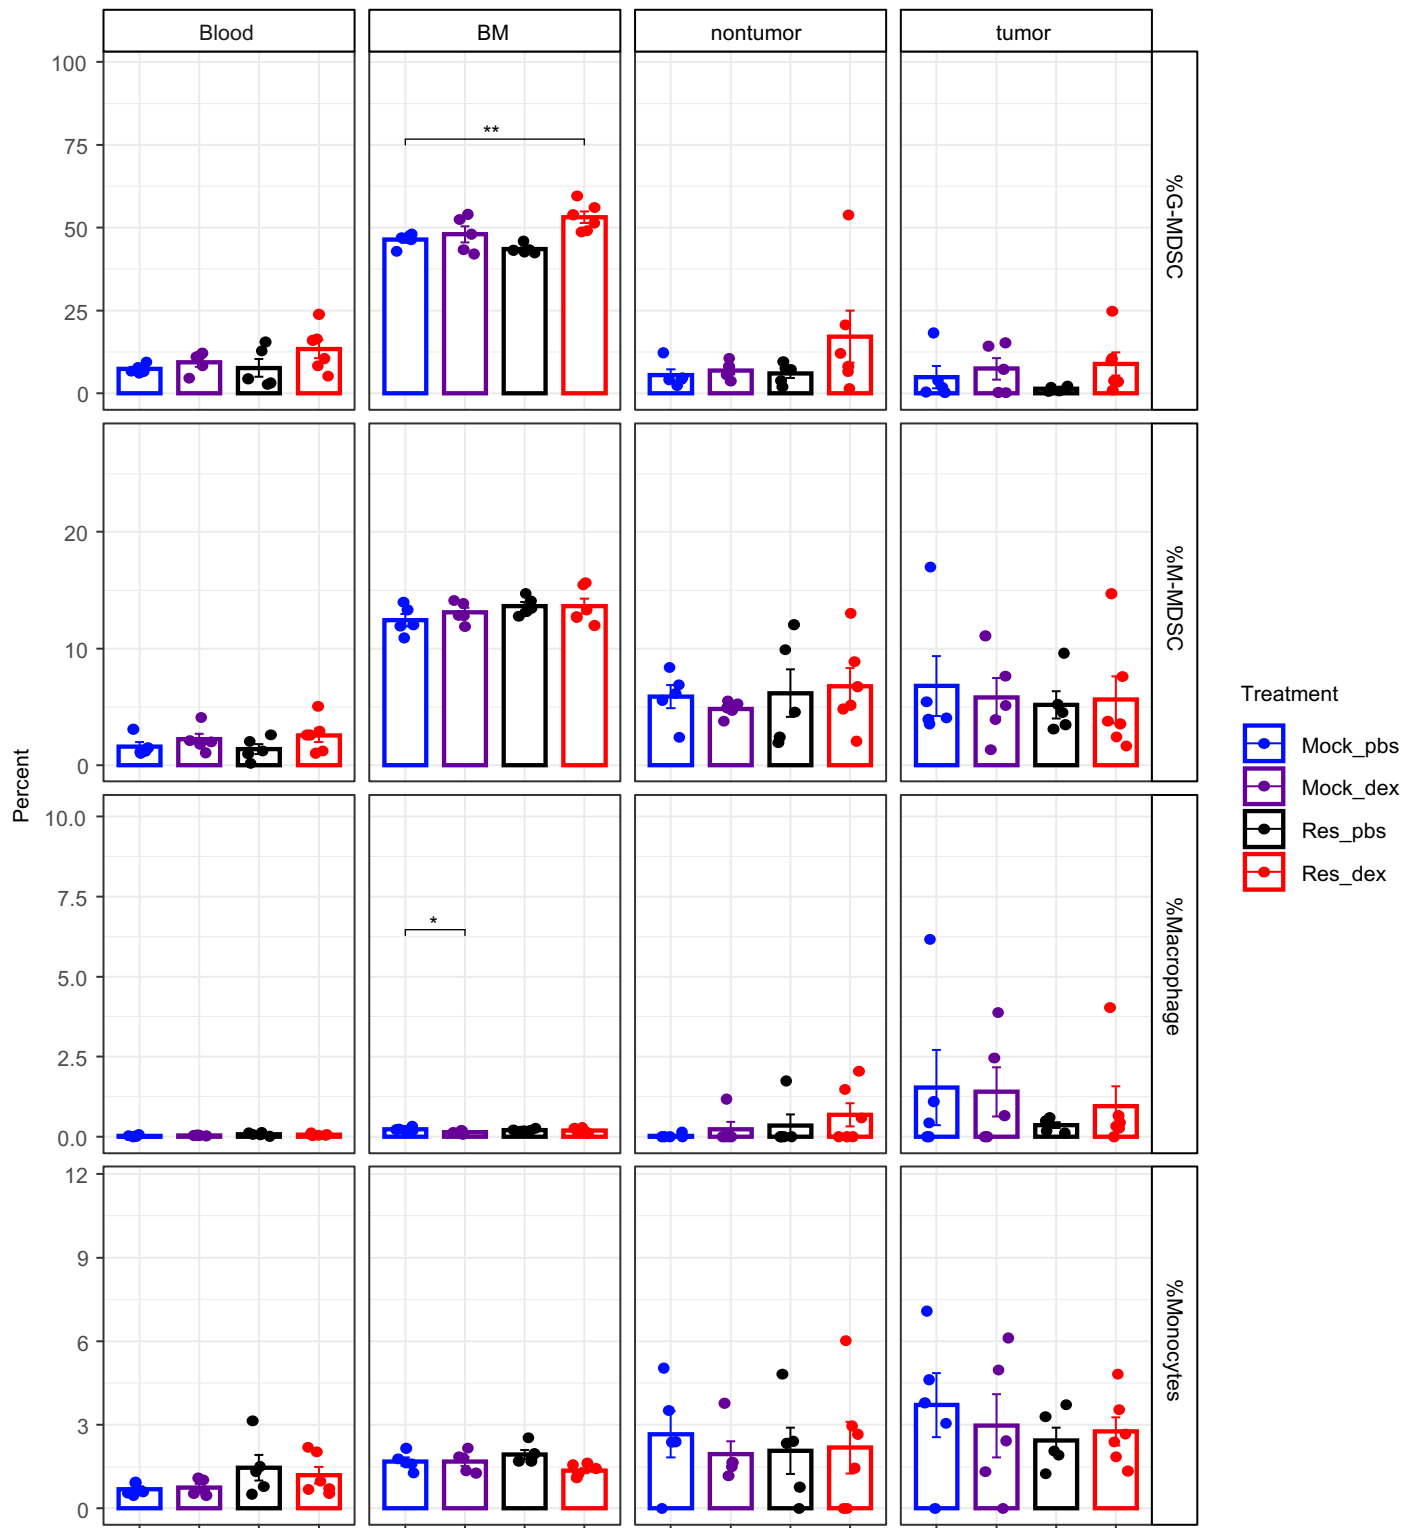 Blood
BM
nontumor
tumor
100
75
50
25
0
%G-MDSC
**
20
10
0
%M-MDSC
Percent
10.0
7.5
5.0
2.5
0.0
%Macrophage
*
12
9
6
3
0
%Monocytes
Treatment
Mock_pbs
Mock_dex
Res_pbs
Res_dex